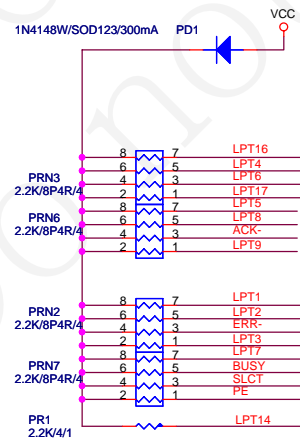 VCC
1N4148W/SOD123/300mA PD1
8 7 LPT16
6 5 LPT4
PRN3 4 3 LPT6
2.2K/8P4R/4 2 1 LPT17
8 7 LPT5
PRN6 6 5 LPT8
2.2K/8P4R/4 4 3 ACK-
2 1 LPT9
8 7 LPT1
PRN2 6 5 LPT2
2.2K/8P4R/4 4 3 ERR-
2 1 LPT3
8 7 LPT7
PRN7 6 5 BUSY
2.2K/8P4R/4 4 3 SLCT
2 1 PE
PR1 LPT14
2.2K/4/1